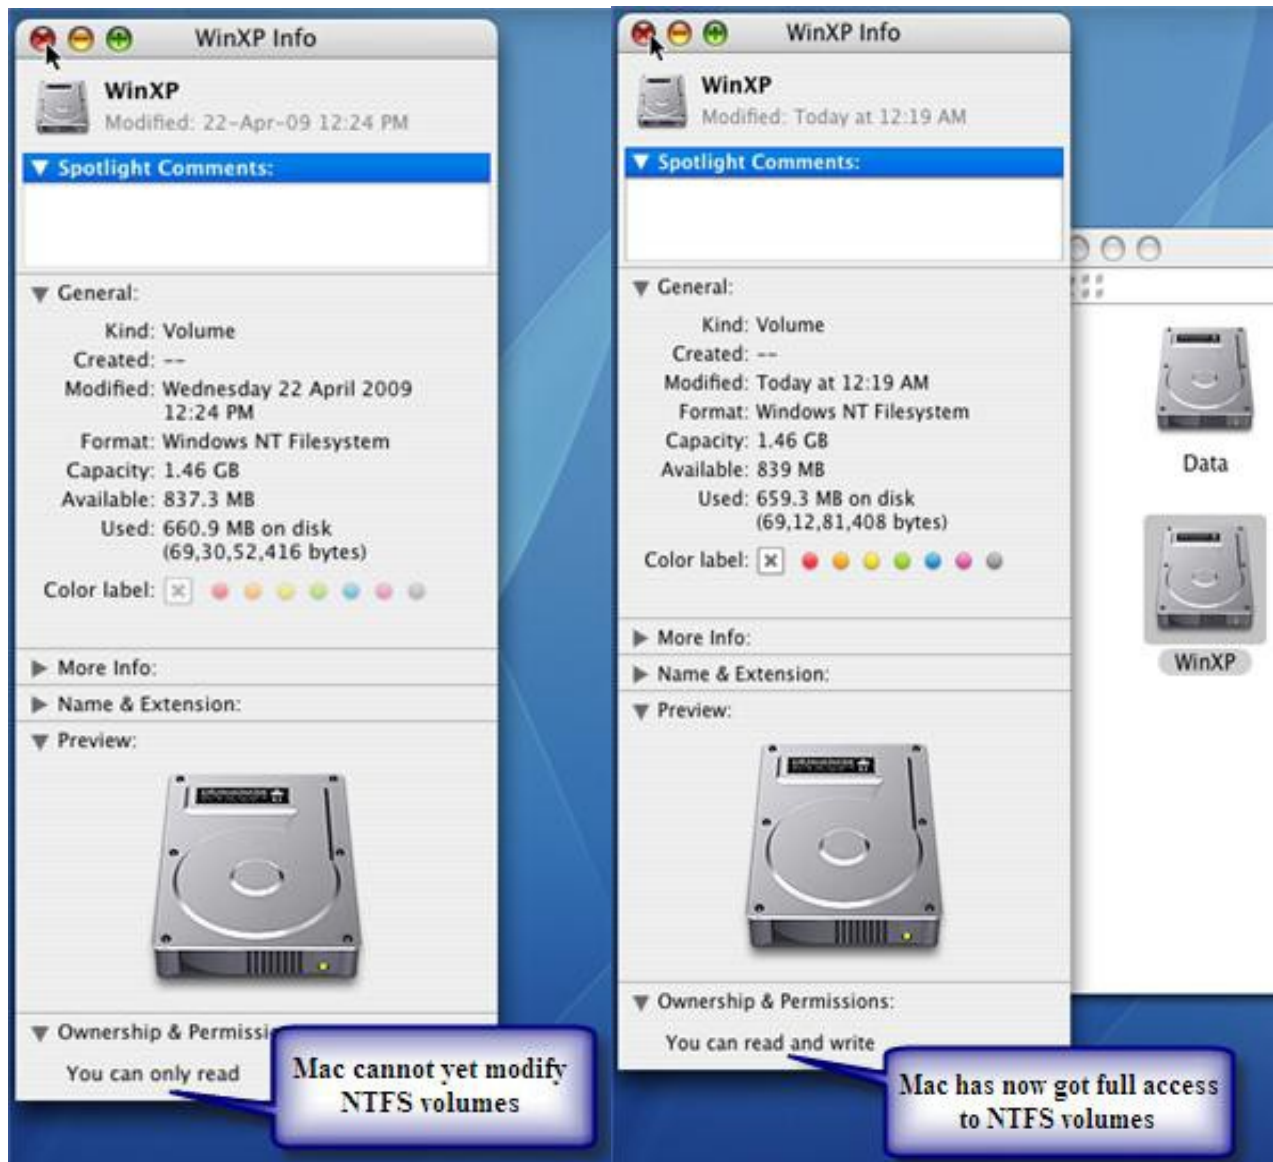 WinXP Info
WinXP
Modified: 22-Apr-09 12:24 PM
Spotlight Comments:
General:
Kind: Volume
Created: --
Modified: Wednesday 22 April 2009
12:24 PM
Format: Windows NT Filesystem
Capacity: 1.46 GB
Available: 837.3 MB
Used: 660.9 MB on disk
(69,30,52,416 bytes)
Color label:
More Info:
Name & Extension:
Preview:
Ownership & Permissi
You can only read
Mac cannot yet modify
NTFS volumes
WinXP Info
WinXP
Modified: Today at 12:19 AM
Spotlight Comments:
General:
Kind: Volume
Created: --
Modified: Today at 12:19 AM
Format: Windows NT Filesystem
Capacity: 1.46 GB
Available: 839 MB
Used: 659.3 MB on disk
(69,12,81,408 bytes)
Color label:
More Info:
Name & Extension:
Preview:
Ownership & Permissions:
You can read and write
Mac has now got full access
to NTFS volumes
Data
WinXP